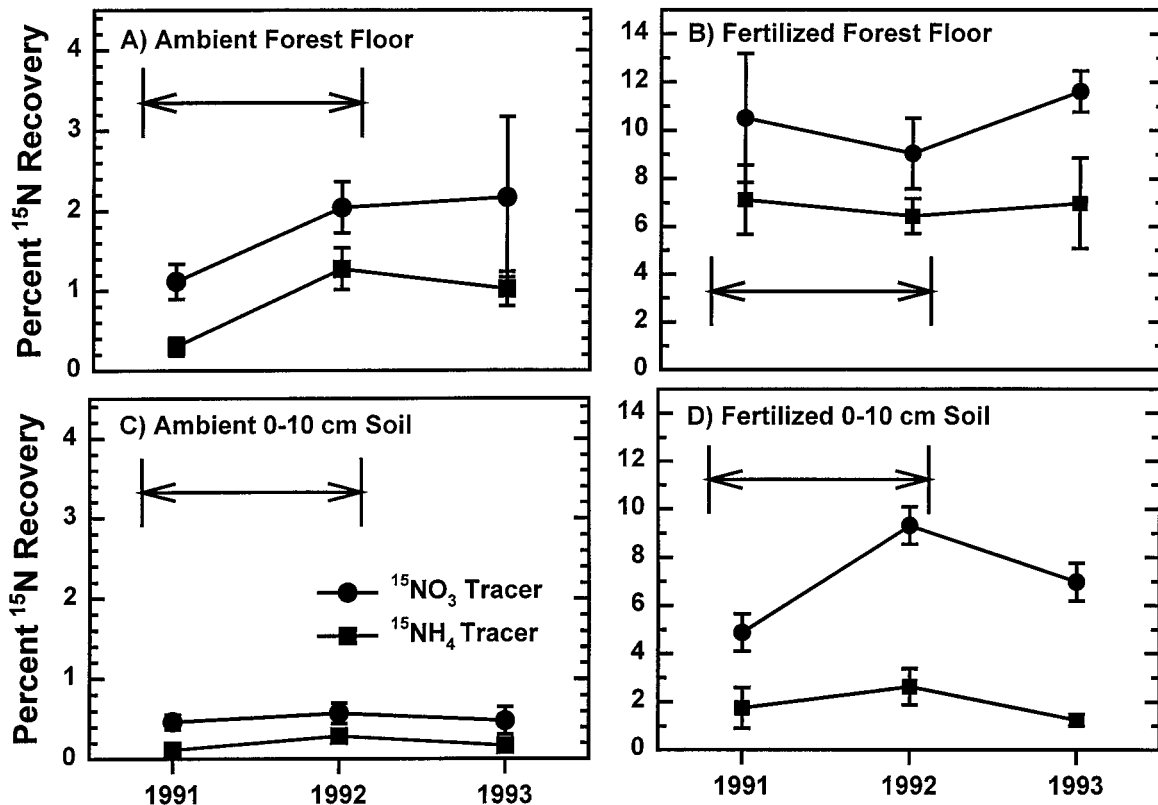 A) Ambient Forest Floor
Percent ¹⁵N Recovery
4
3
2
1
0
B) Fertilized Forest Floor
14
12
10
8
6
4
2
0
C) Ambient 0-10 cm Soil
Percent ¹⁵N Recovery
4
3
2
1
0
¹⁵NO₃ Tracer
¹⁵NH₄ Tracer
1991 1992 1993
D) Fertilized 0-10 cm Soil
14
12
10
8
6
4
2
0
1991 1992 1993